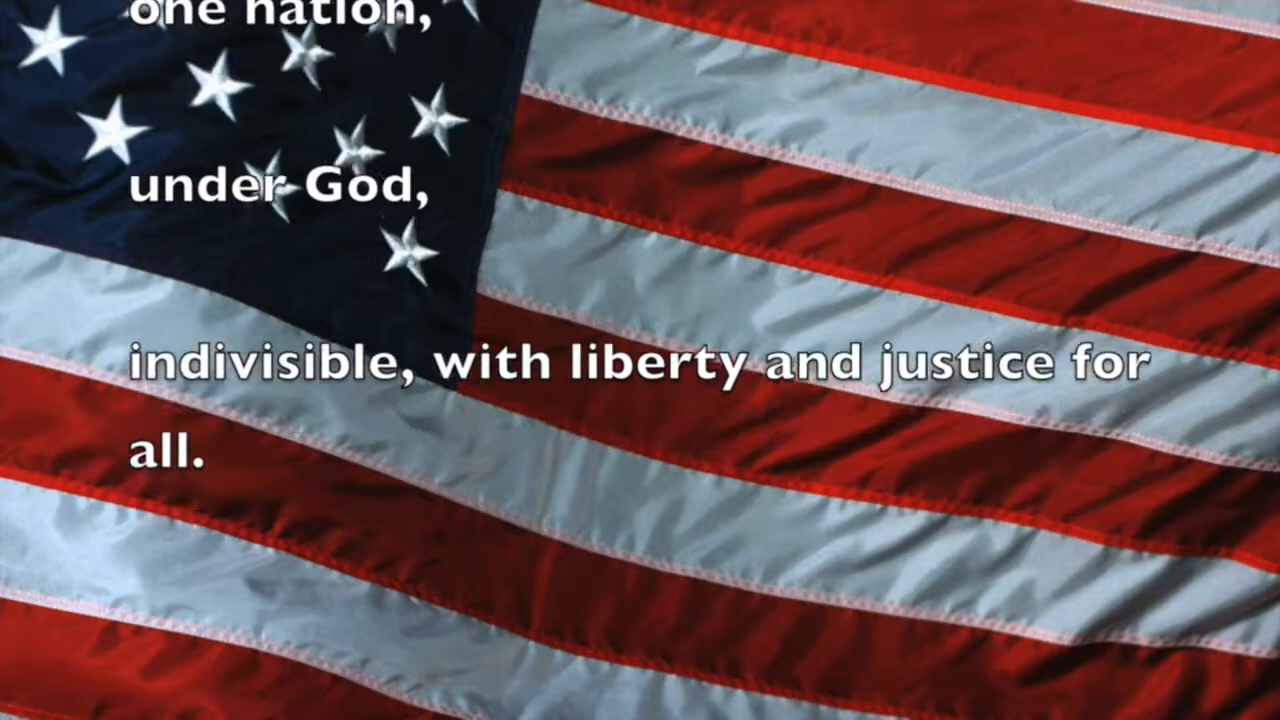 one nation,
under God,
indivisible, with liberty and justice for
all.